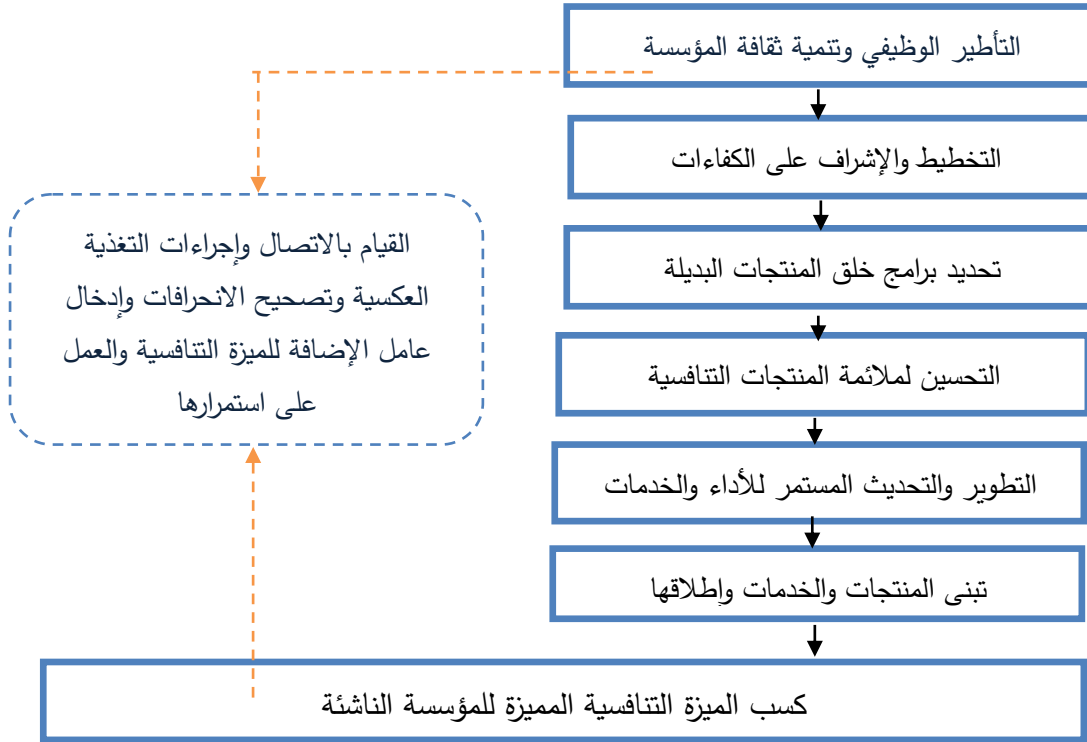 التأطير الوظيفي وتنمية ثقافة المؤسسة
التخطيط والإشراف على الكفاءات
تحديد برامج خلق المنتجات البديلة
التحسين لملائمة المنتجات التنافسية
التطوير والتحديث المستمر للأداء والخدمات
تبنى المنتجات والخدمات وإطلاقها
كسب الميزة التنافسية المميزة للمؤسسة الناشئة
القيام بالاتصال وإجراءات التغذية
العكسية وتصحيح الانحرافات وإدخال
عامل الإضافة للميزة التنافسية والعمل
على استمرارها